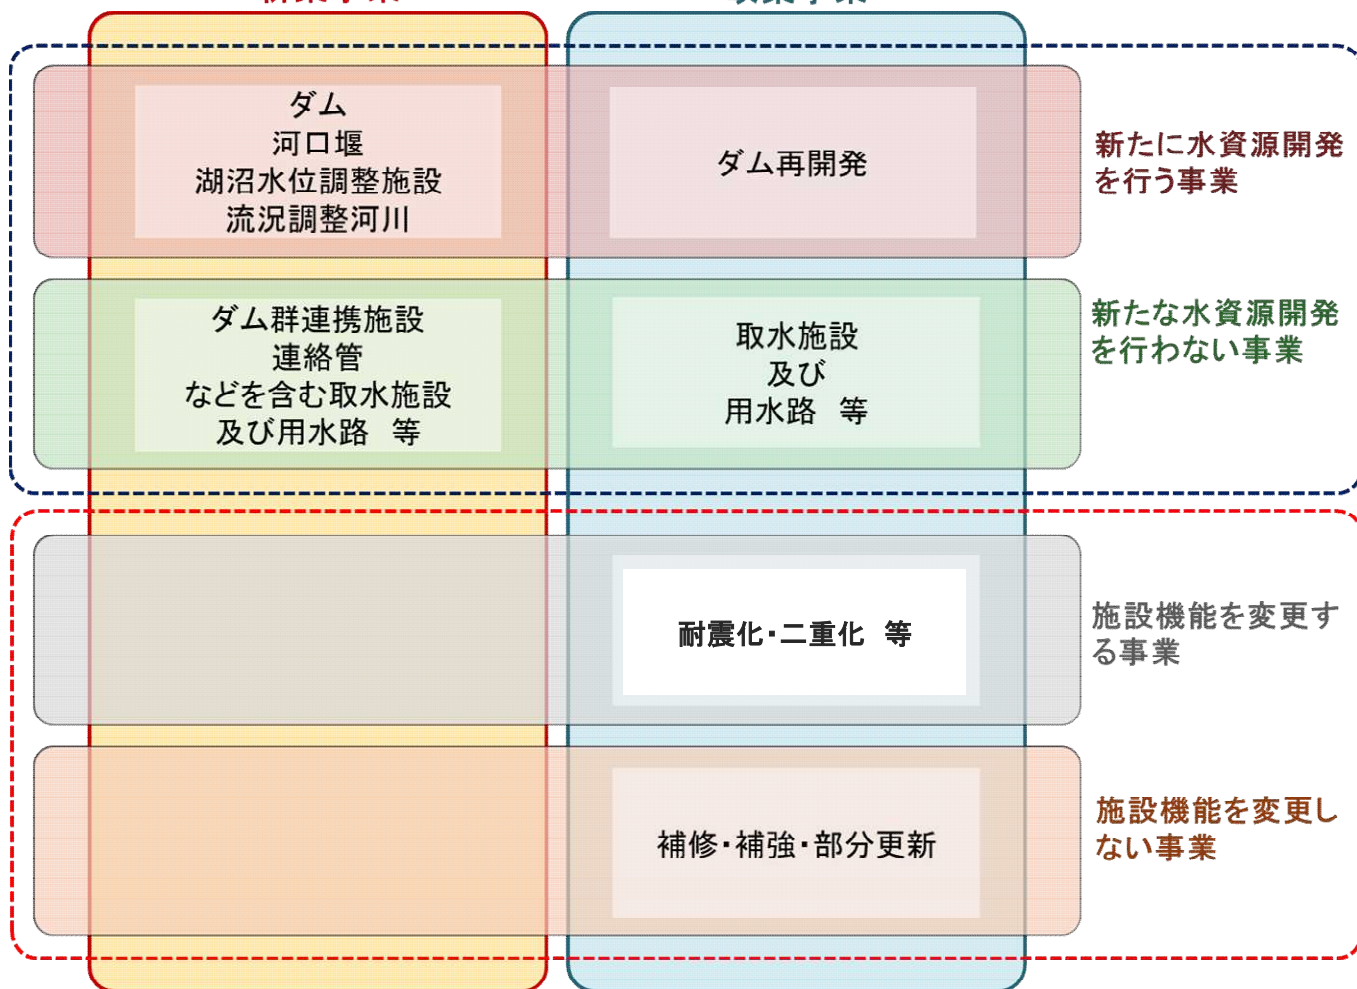 ダム
河口堰
湖沼水位調整施設
流況調整河川
ダム再開発
新たに水資源開発
を行う事業
ダム群連携施設
連絡管
などを含む取水施設
及び用水路　等
取水施設
及び
用水路　等
新たな水資源開発
を行わない事業
耐震化・二重化　等
施設機能を変更す
る事業
補修・補強・部分更新
施設機能を変更し
ない事業